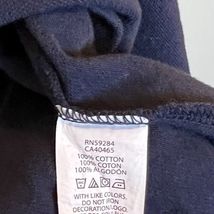 RN59284
CA40465
100% COTTON
100% COTON
100% ALGODÓN
WITH LIKE COLORS.
DO NOT IRON
DECORATION/LOGO.